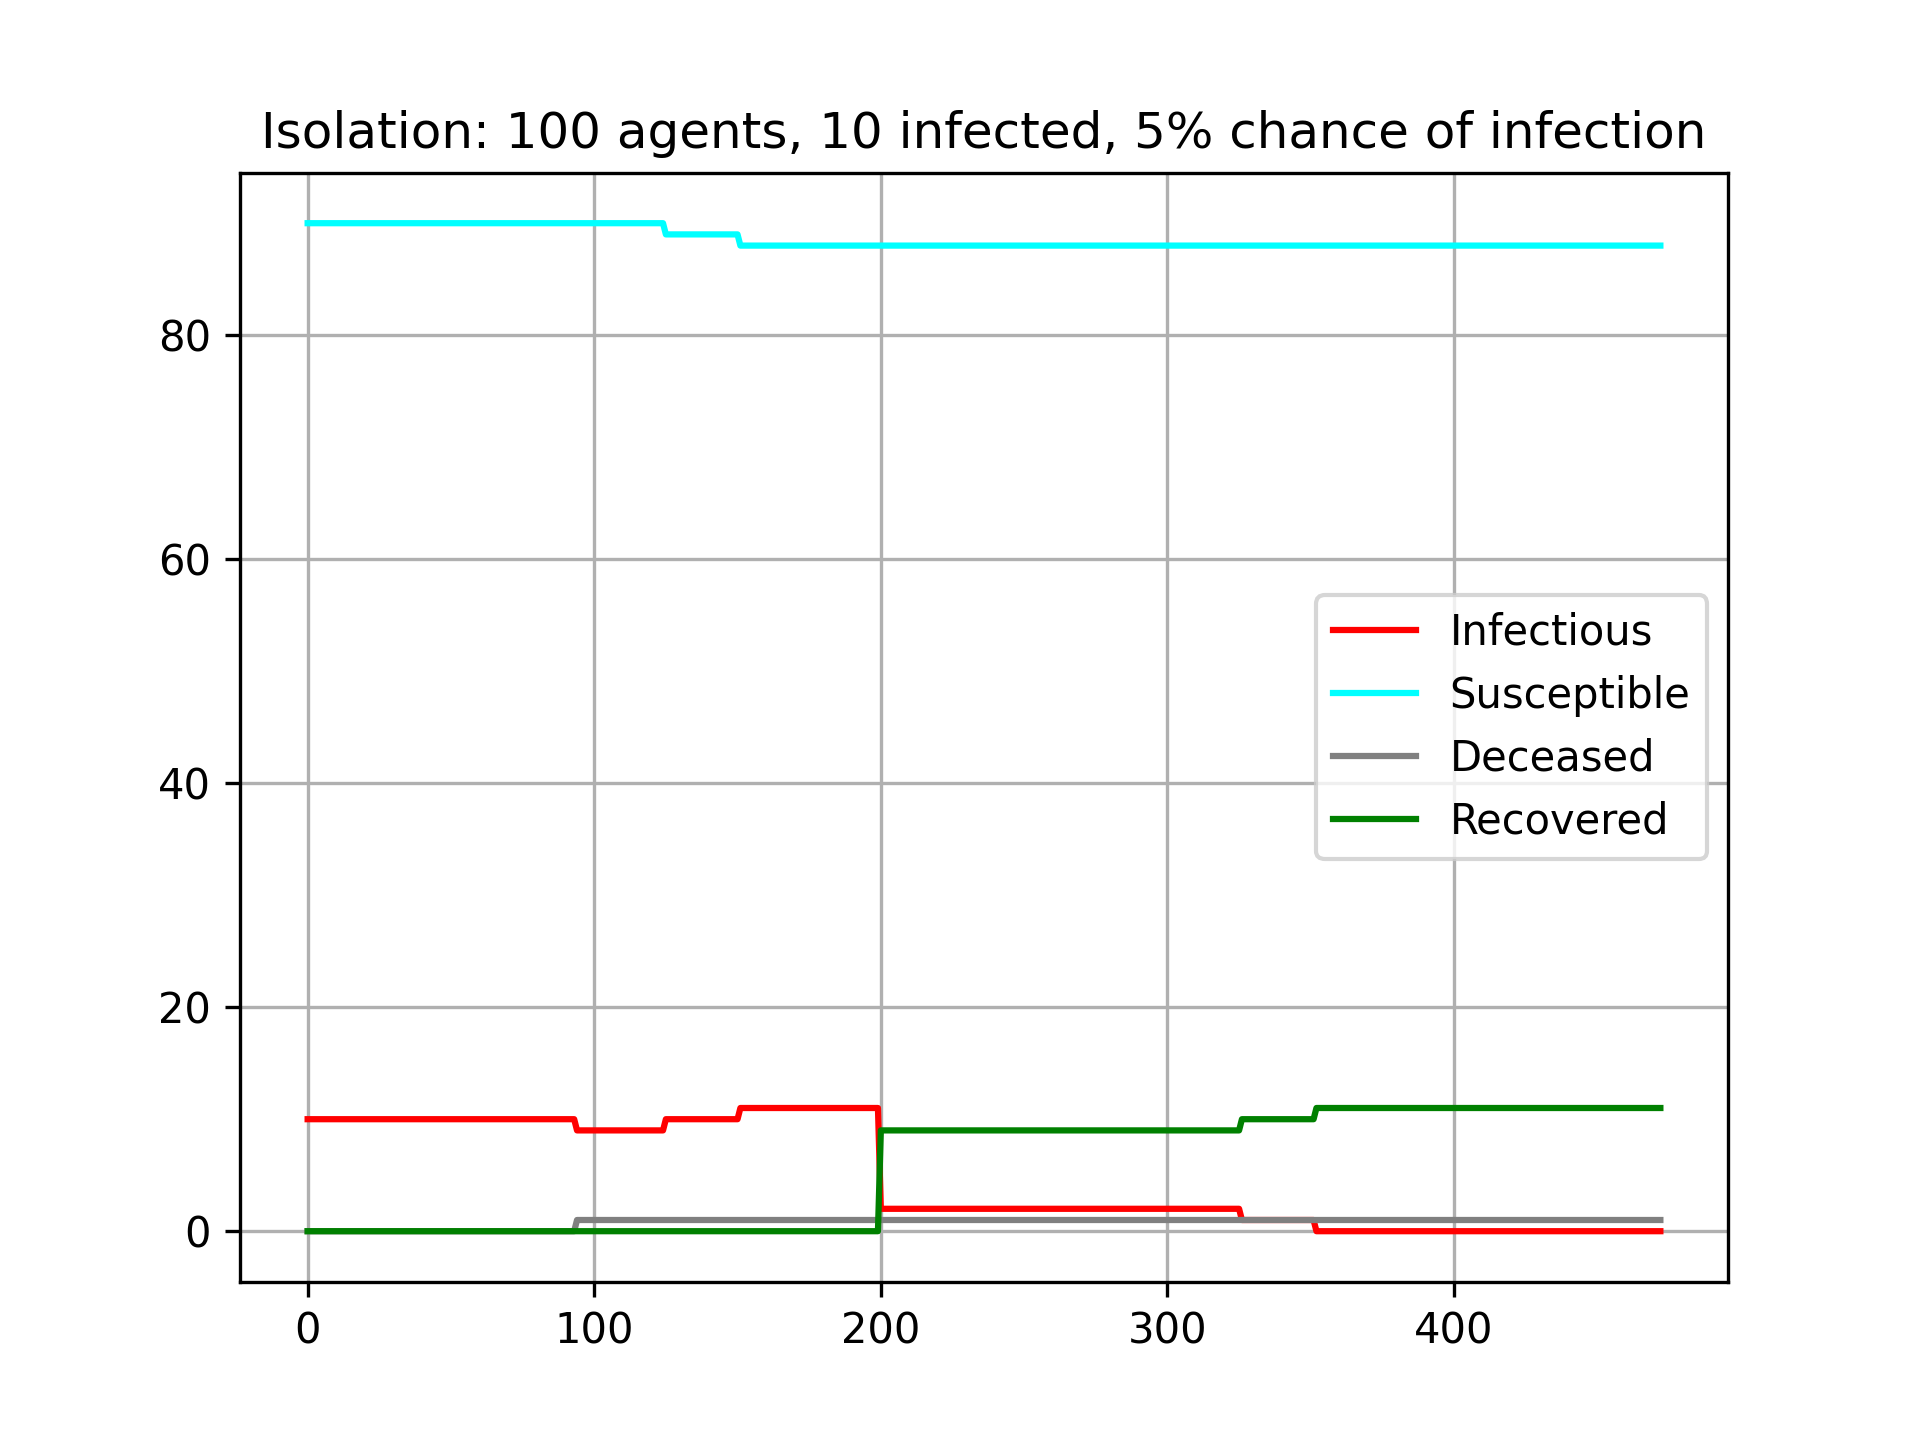 Isolation: 100 agents, 10 infected, 5% chance of infection
80
60
40
20
0
Infectious
Susceptible
Deceased
Recovered
0 100 200 300 400